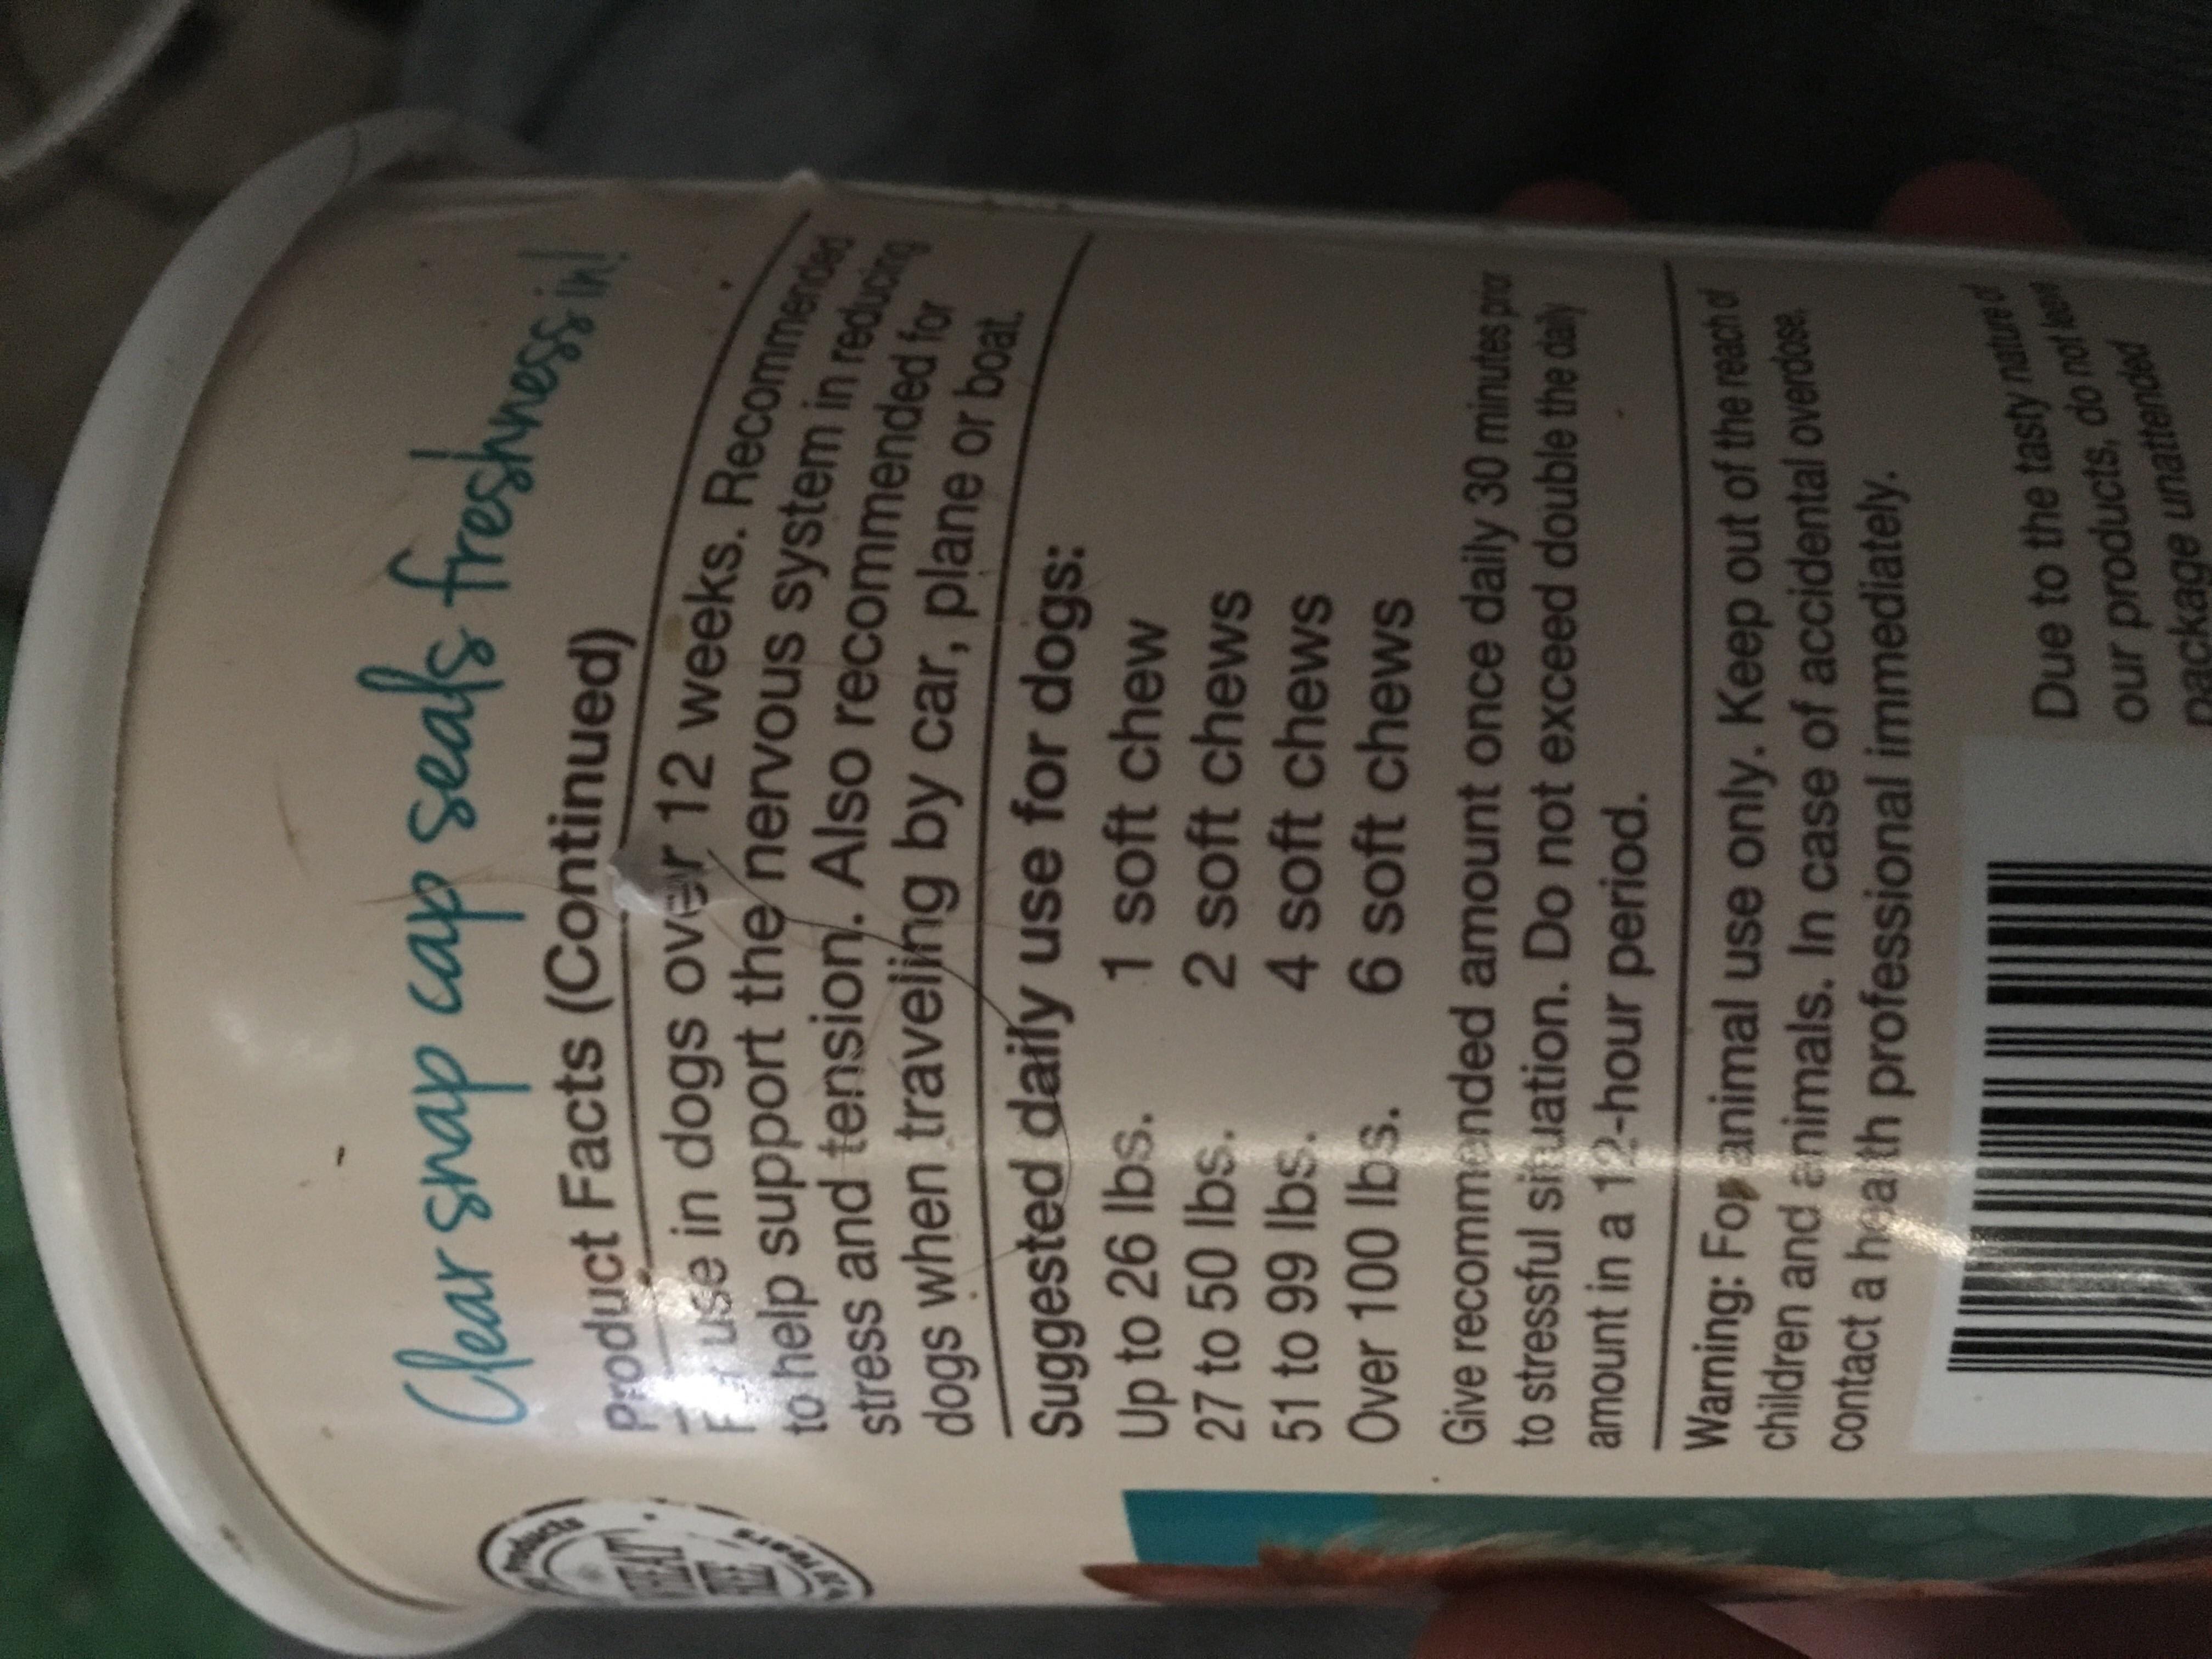 Clear snap cap seals freshness in!
Product Facts (Continued)
For use in dogs over 12 weeks. Recommended
to help support the nervous system in reducing
stress and tension. Also recommended for
dogs when traveling by car, plane or boat.
Suggested daily use for dogs:
Up to 26 lbs. 1 soft chew
27 to 50 lbs. 2 soft chews
51 to 99 lbs. 4 soft chews
Over 100 lbs. 6 soft chews
Give recommended amount once daily 30 minutes prior
to stressful situation. Do not exceed double the daily
amount in a 12-hour period.
Warning: For animal use only. Keep out of the reach of
children and animals. In case of accidental overdose,
contact a health professional immediately.
Due to the tasty nature of
our products, do not leave
package unattended
Products
WHEAT
FREE